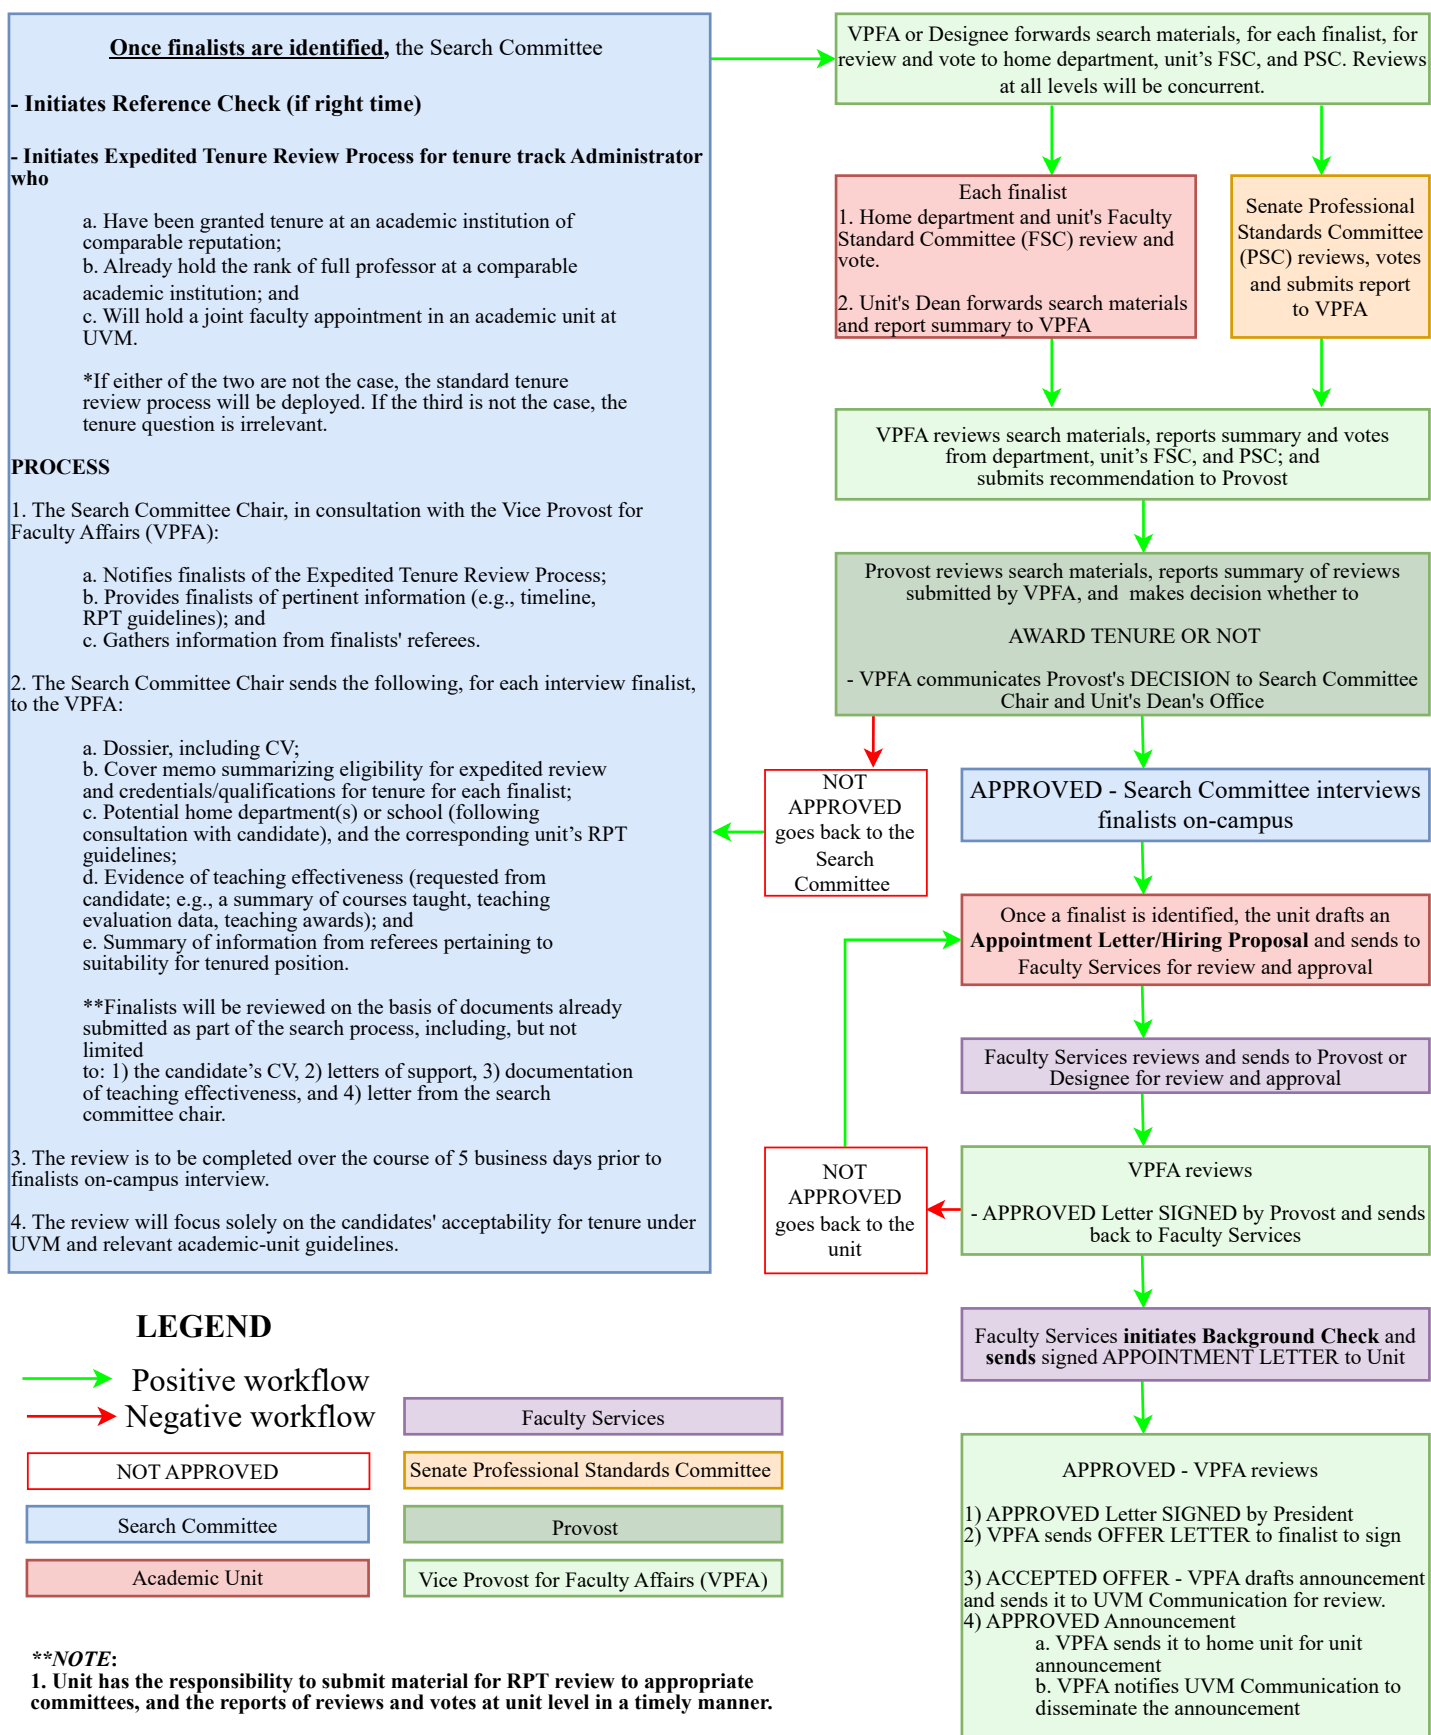 Once finalists are identified, the Search Committee
- Initiates Reference Check (if right time)
- Initiates Expedited Tenure Review Process for tenure track Administrator
who
a. Have been granted tenure at an academic institution of
comparable reputation;
b. Already hold the rank of full professor at a comparable
academic institution; and
c. Will hold a joint faculty appointment in an academic unit at
UVM.
*If either of the two are not the case, the standard tenure
review process will be deployed. If the third is not the case, the
tenure question is irrelevant.
PROCESS
1. The Search Committee Chair, in consultation with the Vice Provost for
Faculty Affairs (VPFA):
a. Notifies finalists of the Expedited Tenure Review Process;
b. Provides finalists of pertinent information (e.g., timeline,
RPT guidelines); and
c. Gathers information from finalists' referees.
2. The Search Committee Chair sends the following, for each interview finalist,
to the VPFA:
a. Dossier, including CV;
b. Cover memo summarizing eligibility for expedited review
and credentials/qualifications for tenure for each finalist;
c. Potential home department(s) or school (following
consultation with candidate), and the corresponding unit’s RPT
guidelines;
d. Evidence of teaching effectiveness (requested from
candidate; e.g., a summary of courses taught, teaching
evaluation data, teaching awards); and
e. Summary of information from referees pertaining to
suitability for tenured position.
**Finalists will be reviewed on the basis of documents already
submitted as part of the search process, including, but not
limited
to: 1) the candidate’s CV, 2) letters of support, 3) documentation
of teaching effectiveness, and 4) letter from the search
committee chair.
3. The review is to be completed over the course of 5 business days prior to
finalists on-campus interview.
4. The review will focus solely on the candidates' acceptability for tenure under
UVM and relevant academic-unit guidelines.
VPFA or Designee forwards search materials, for each finalist, for
review and vote to home department, unit’s FSC, and PSC. Reviews
at all levels will be concurrent.
Each finalist
1. Home department and unit's Faculty
Standard Committee (FSC) review and
vote.
2. Unit's Dean forwards search materials
and report summary to VPFA
Senate Professional
Standards Committee
(PSC) reviews, votes
and submits report
to VPFA
VPFA reviews search materials, reports summary and votes
from department, unit’s FSC, and PSC; and
submits recommendation to Provost
Provost reviews search materials, reports summary of reviews
submitted by VPFA, and makes decision whether to
AWARD TENURE OR NOT
- VPFA communicates Provost's DECISION to Search Committee
Chair and Unit's Dean's Office
NOT
APPROVED
goes back to the
Search
Committee
APPROVED - Search Committee interviews
finalists on-campus
Once a finalist is identified, the unit drafts an
Appointment Letter/Hiring Proposal and sends to
Faculty Services for review and approval
Faculty Services reviews and sends to Provost or
Designee for review and approval
NOT
APPROVED
goes back to the
unit
VPFA reviews
- APPROVED Letter SIGNED by Provost and sends
back to Faculty Services
Faculty Services initiates Background Check and
sends signed APPOINTMENT LETTER to Unit
APPROVED - VPFA reviews
1) APPROVED Letter SIGNED by President
2) VPFA sends OFFER LETTER to finalist to sign
3) ACCEPTED OFFER - VPFA drafts announcement
and sends it to UVM Communication for review.
4) APPROVED Announcement
a. VPFA sends it to home unit for unit
announcement
b. VPFA notifies UVM Communication to
disseminate the announcement
LEGEND
Positive workflow
Negative workflow
NOT APPROVED
Search Committee
Academic Unit
Faculty Services
Senate Professional Standards Committee
Provost
Vice Provost for Faculty Affairs (VPFA)
**NOTE:
1. Unit has the responsibility to submit material for RPT review to appropriate
committees, and the reports of reviews and votes at unit level in a timely manner.